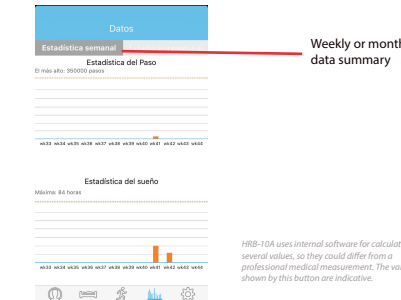 Datos
Estadística semanal
Weekly or month
data summary
Estadística del Paso
El más alto: 350000 pasos
wk33 wk34 wk35 wk36 wk37 wk38 wk39 wk40 wk41 wk42 wk43 wk44
Estadística del sueño
Máxima: 84 horas
wk33 wk34 wk35 wk36 wk37 wk38 wk39 wk40 wk41 wk42 wk43 wk44
HRB-10A uses internal software for calculat
several values, so they could differ from a
professional medical measurement. The va
shown by this button are indicative.